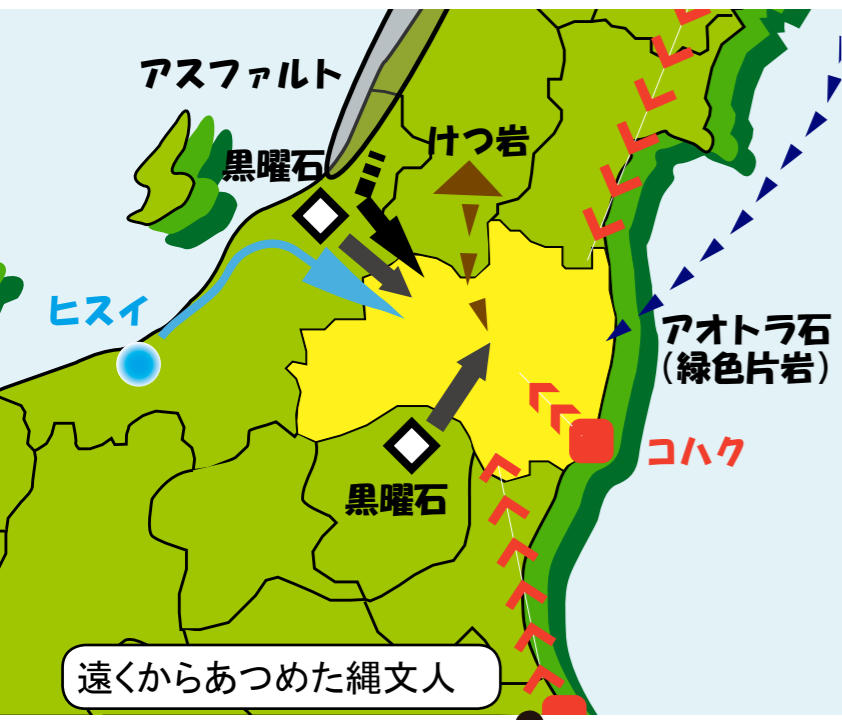 アスファルト
黒曜石
けつ岩
ヒスイ
アオトラ石
(緑色片岩)
コハク
黒曜石
遠くからあつめた縄文人